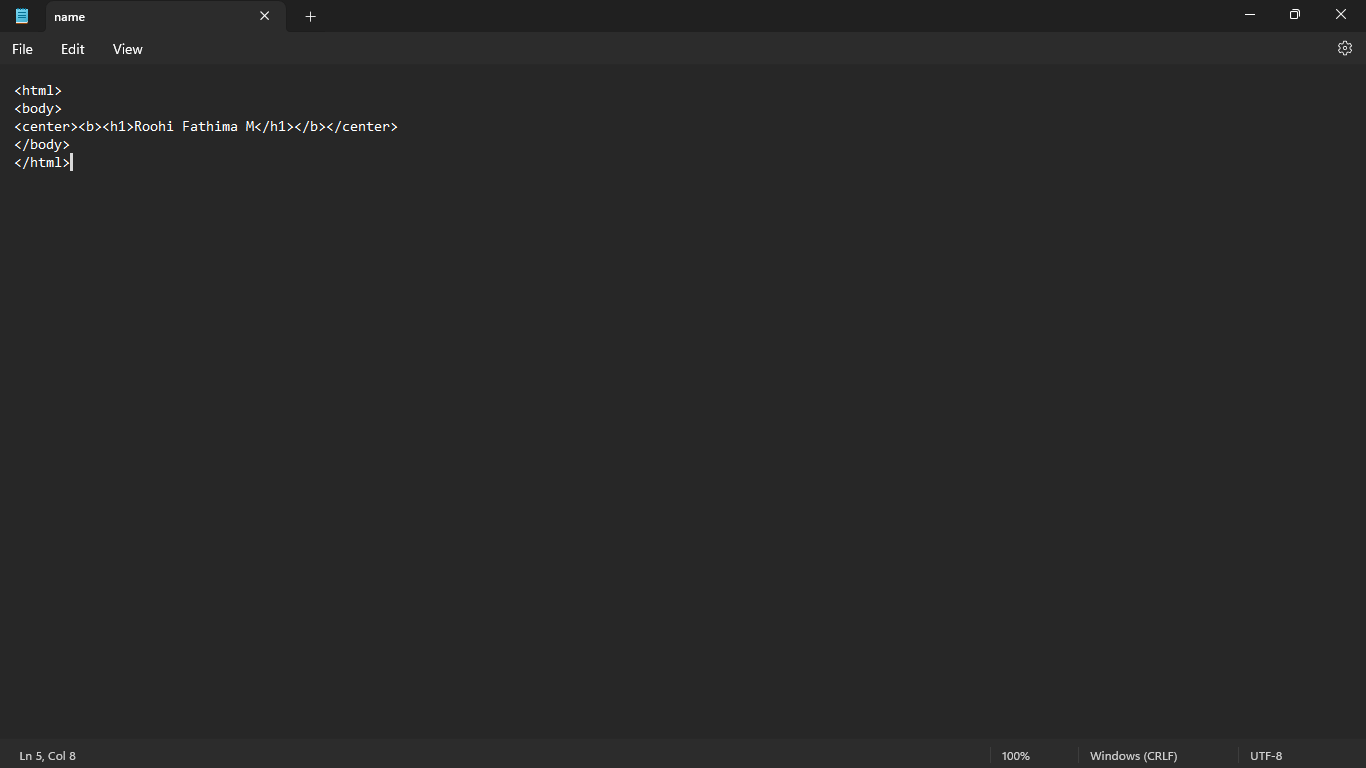 name
File Edit View
<html>
<body>
<center><b><h1>Roohi Fathima M</h1></b></center>
</body>
</html>
Ln 5, Col 8 100% Windows (CRLF) UTF-8